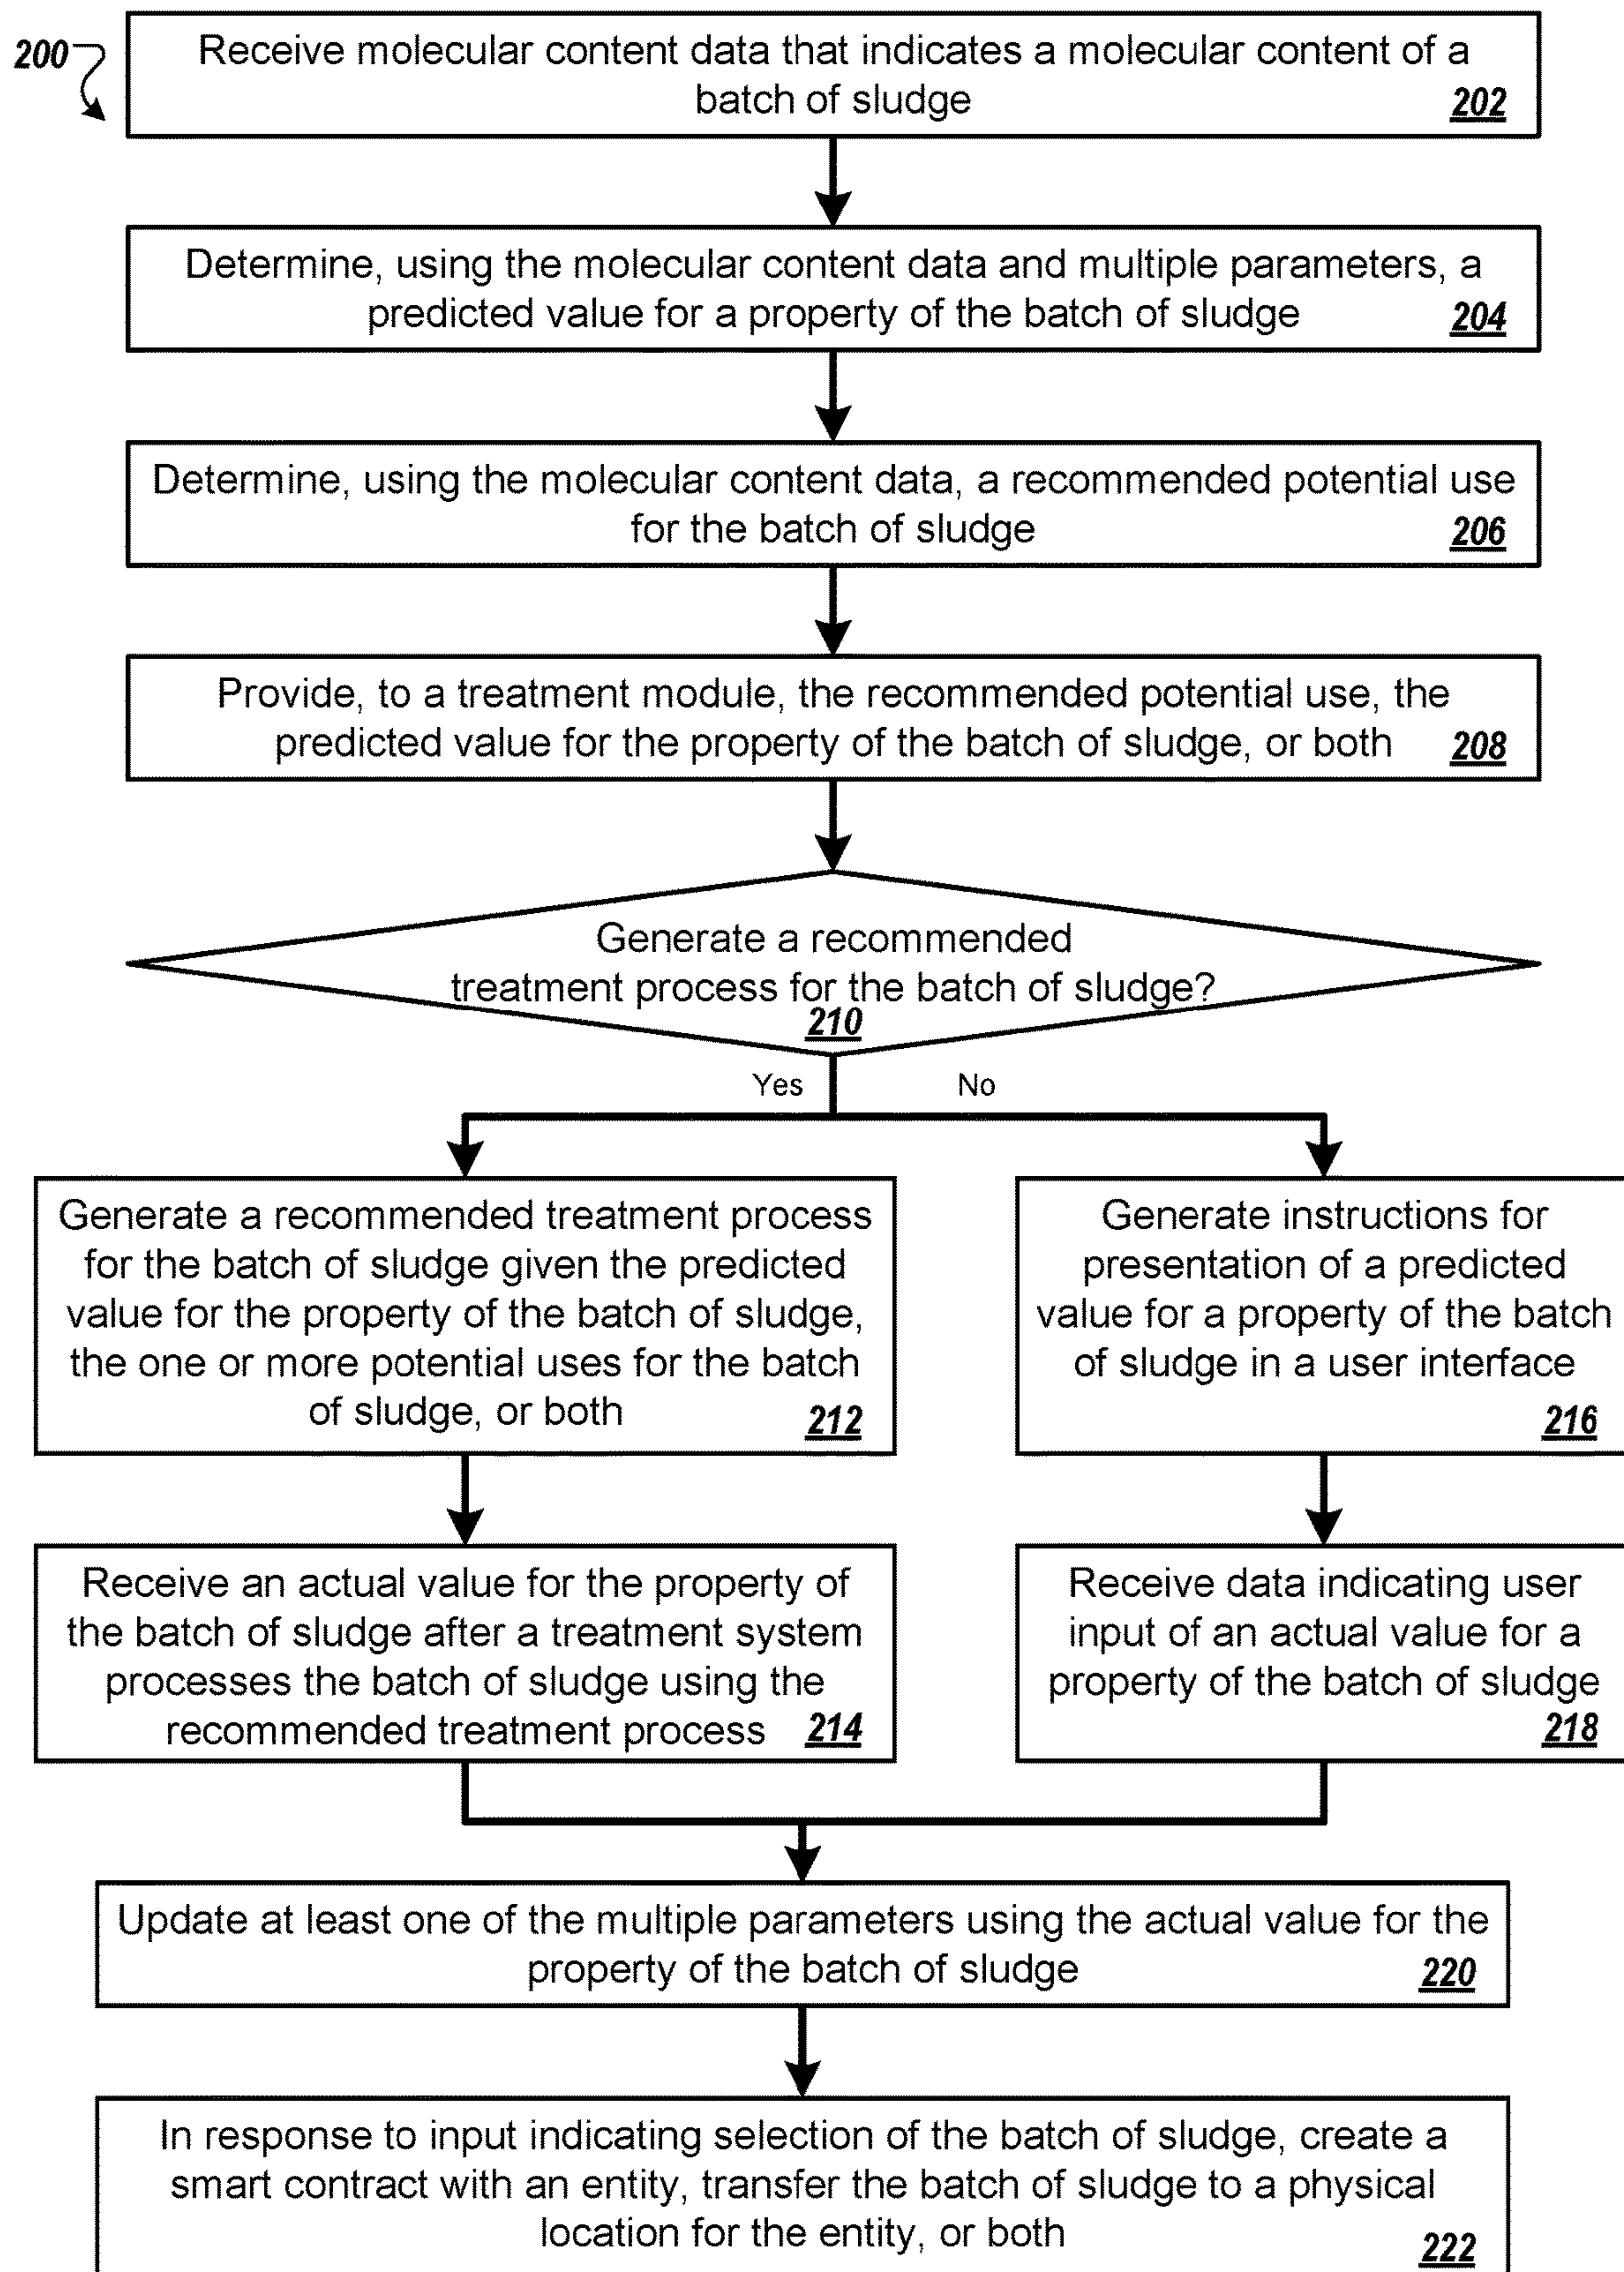 200
Receive molecular content data that indicates a molecular content of a
batch of sludge
202
Determine, using the molecular content data and multiple parameters, a
predicted value for a property of the batch of sludge
204
Determine, using the molecular content data, a recommended potential use
for the batch of sludge
206
Provide, to a treatment module, the recommended potential use, the
predicted value for the property of the batch of sludge, or both
208
Generate a recommended
treatment process for the batch of sludge?
210
Yes
No
Generate a recommended treatment process
for the batch of sludge given the predicted
value for the property of the batch of sludge,
the one or more potential uses for the batch
of sludge, or both
212
Generate instructions for
presentation of a predicted
value for a property of the batch
of sludge in a user interface
216
Receive an actual value for the property of
the batch of sludge after a treatment system
processes the batch of sludge using the
recommended treatment process
214
Receive data indicating user
input of an actual value for a
property of the batch of sludge
218
Update at least one of the multiple parameters using the actual value for the
property of the batch of sludge
220
In response to input indicating selection of the batch of sludge, create a
smart contract with an entity, transfer the batch of sludge to a physical
location for the entity, or both
222